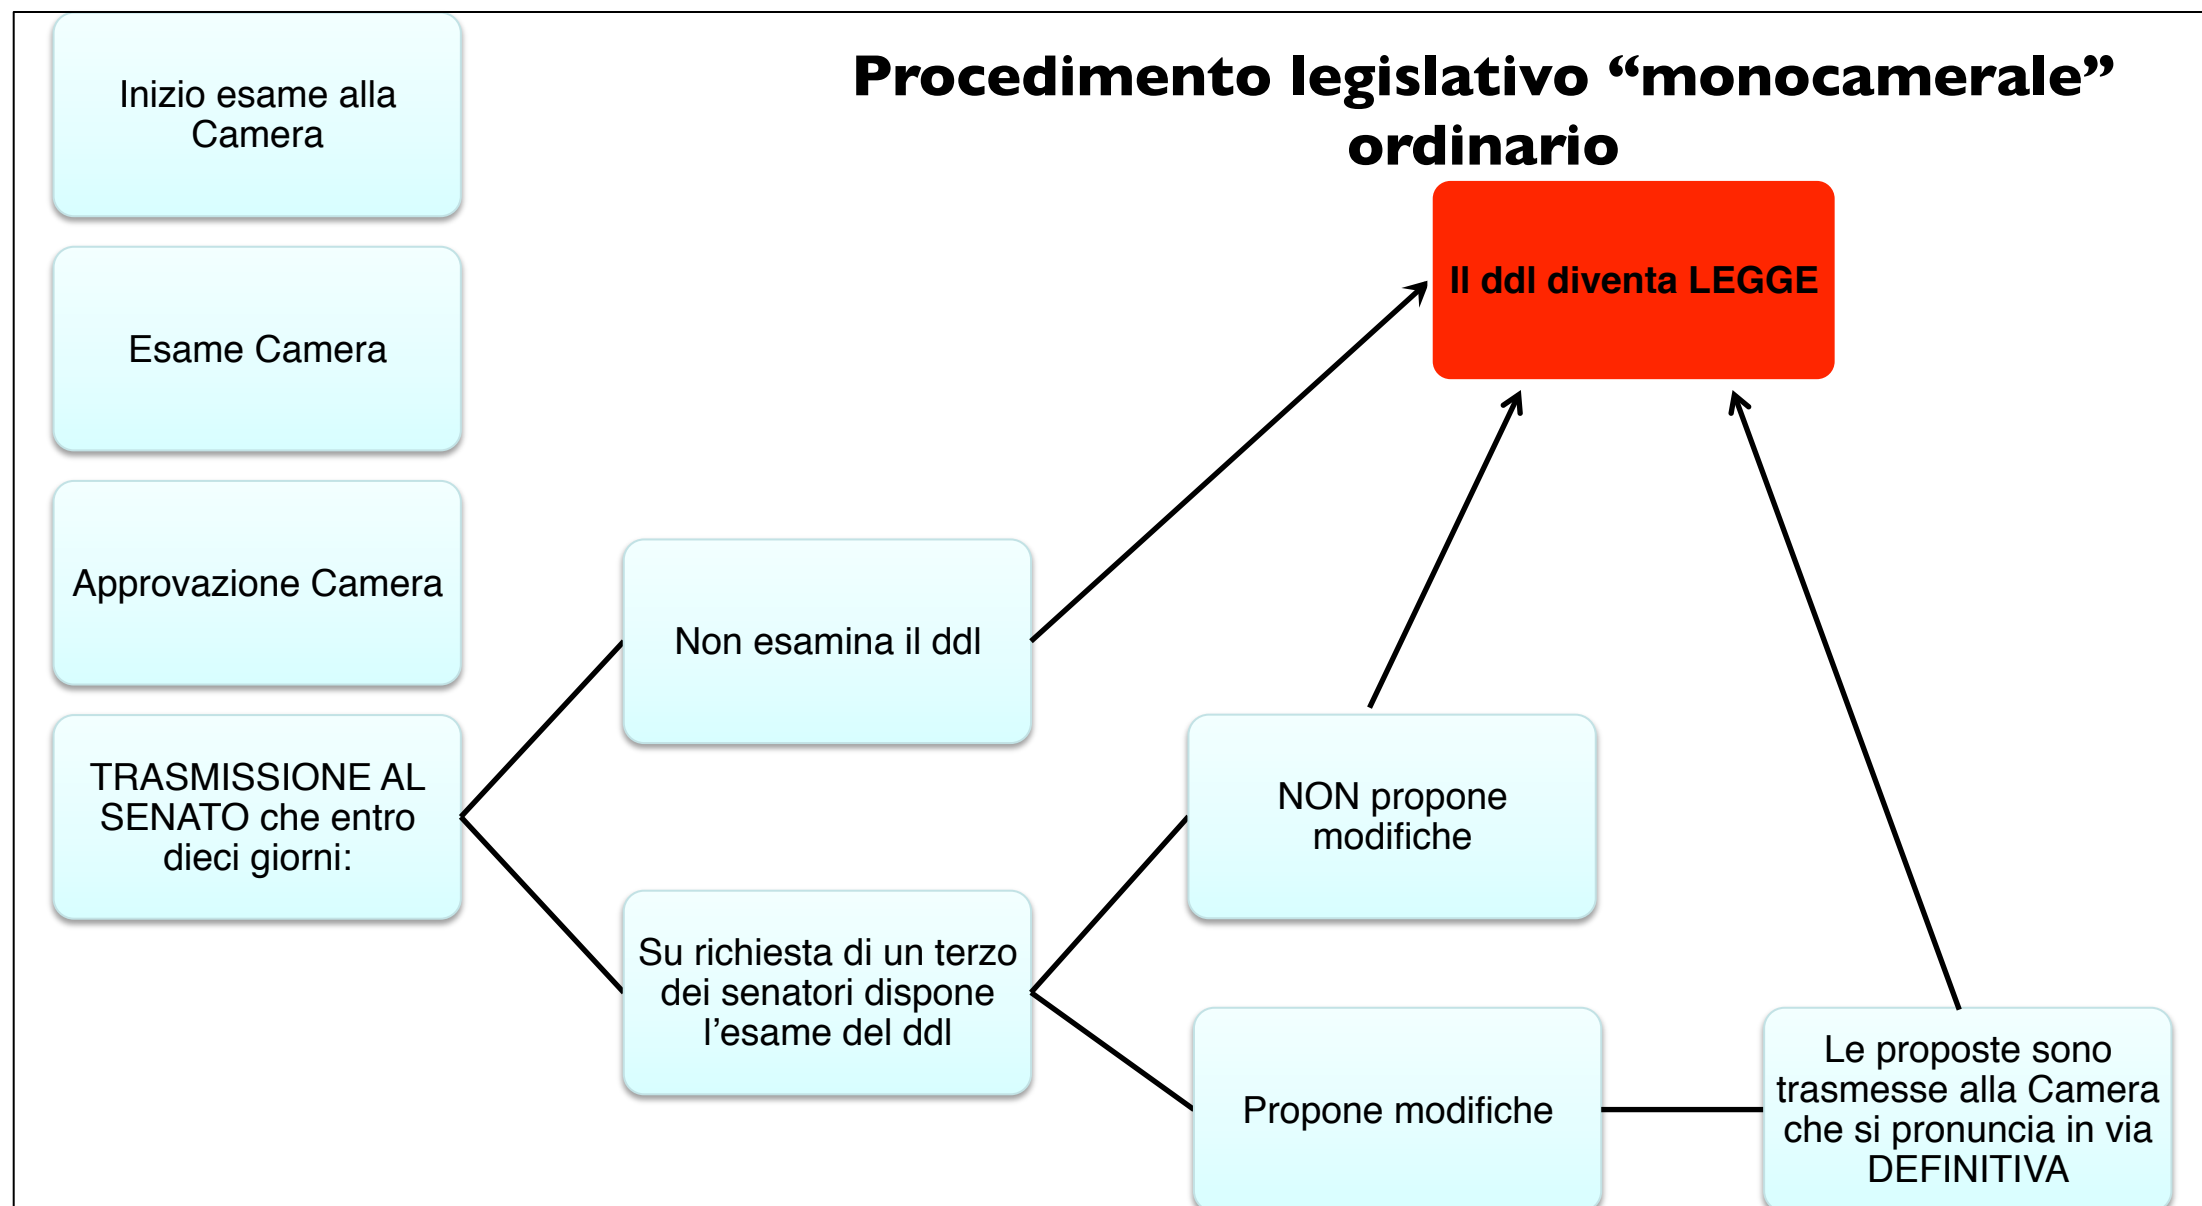 Procedimento legislativo “monocamerale”
ordinario
Inizio esame alla
Camera
Esame Camera
Approvazione Camera
TRASMISSIONE AL
SENATO che entro
dieci giorni:
Non esamina il ddl
Su richiesta di un terzo
dei senatori dispone
l’esame del ddl
NON propone
modifiche
Propone modifiche
Le proposte sono
trasmesse alla Camera
che si pronuncia in via
DEFINITIVA
Il ddl diventa LEGGE